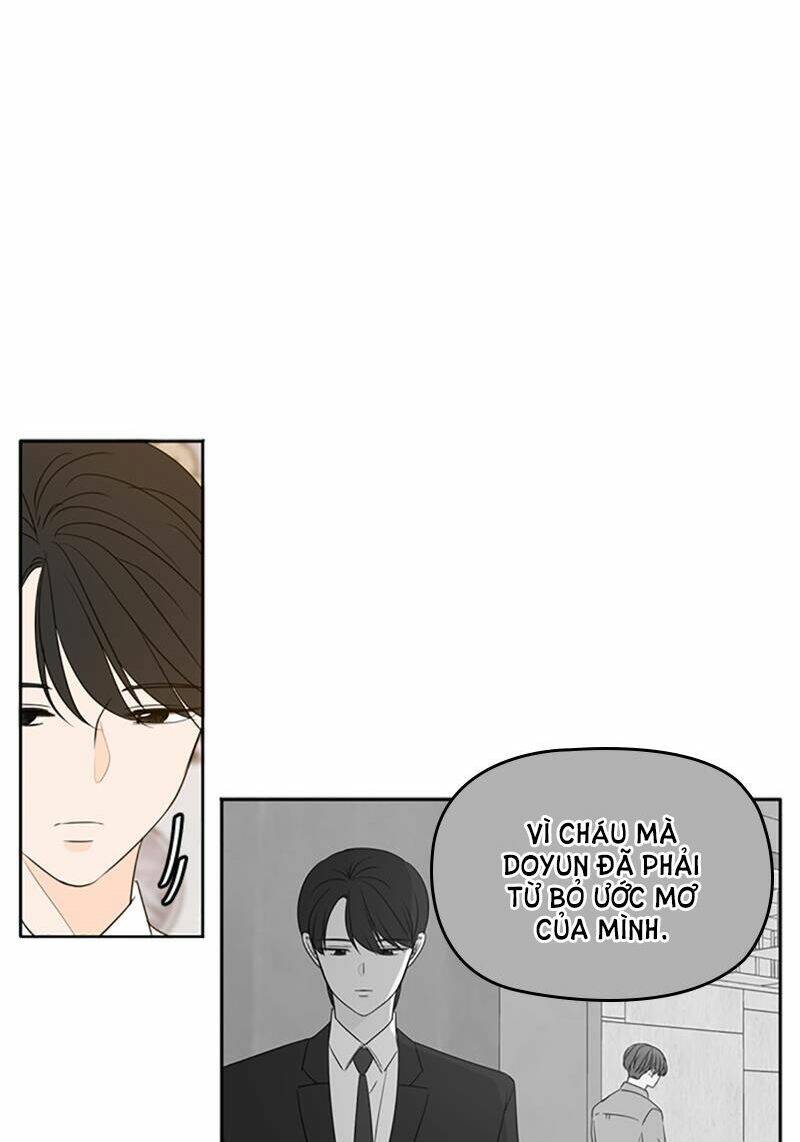 VÌ CHÁU MÀ
DOYUN ĐÃ PHẢI
TỪ BỎ ƯỚC MƠ
CỦA MÌNH.